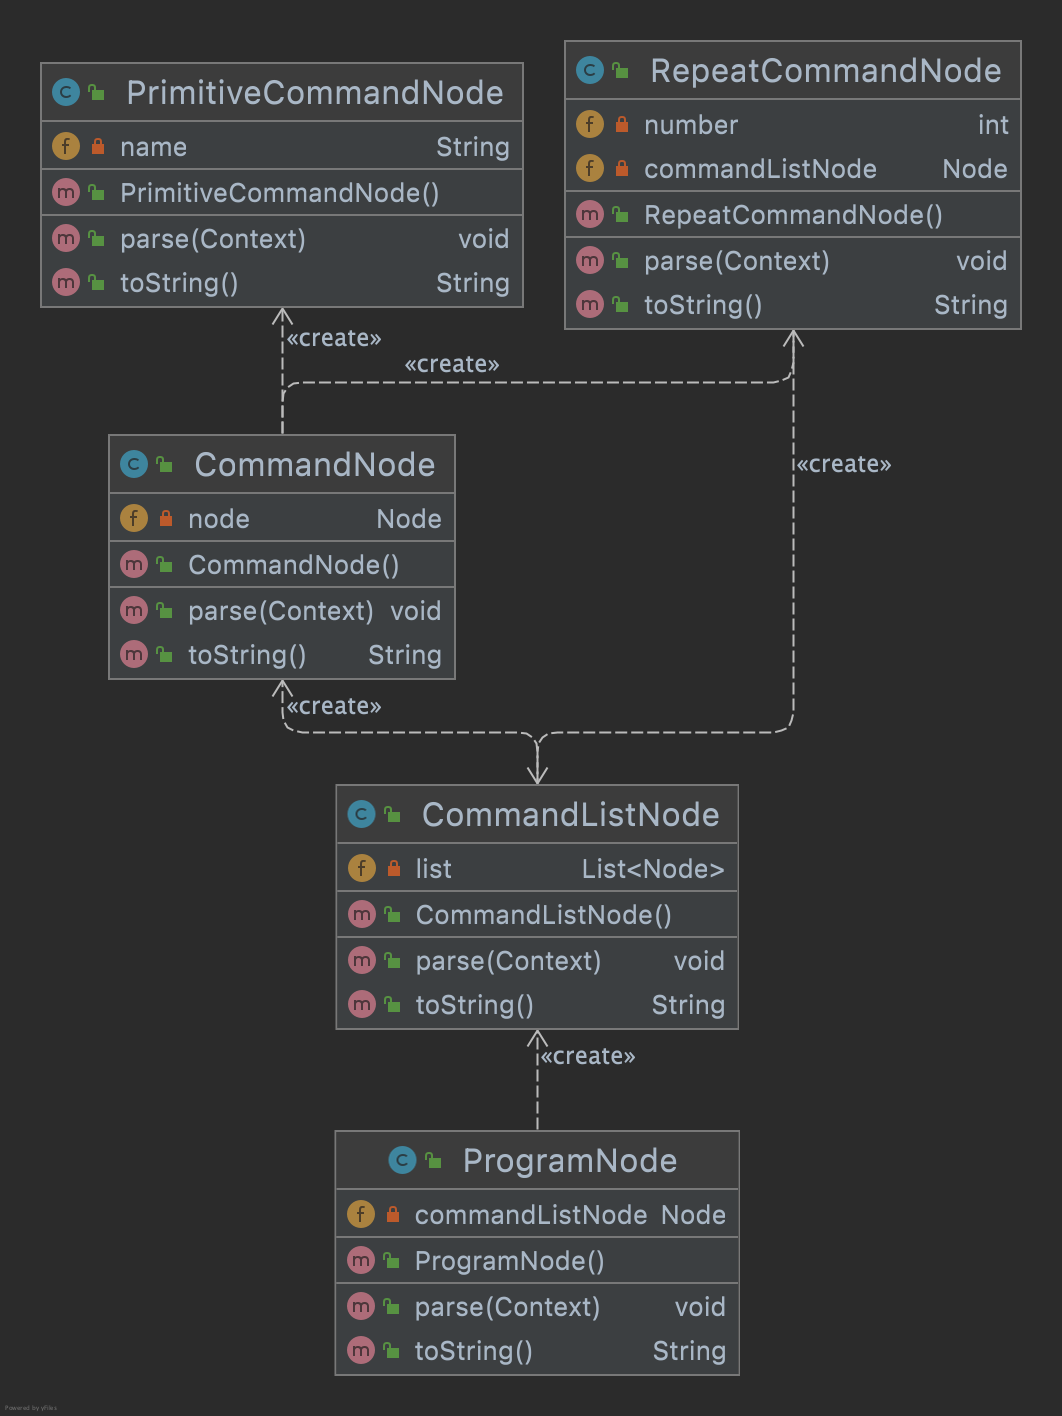 PrimitiveCommandNode
name String
PrimitiveCommandNode()
parse(Context) void
toString() String
RepeatCommandNode
number int
commandListNode Node
RepeatCommandNode()
parse(Context) void
toString() String
«create»
«create»
«create»
CommandNode
node Node
CommandNode()
parse(Context) void
toString() String
«create»
CommandListNode
list List<Node>
CommandListNode()
parse(Context) void
toString() String
«create»
ProgramNode
commandListNode Node
ProgramNode()
parse(Context) void
toString() String
Powered by yFiles